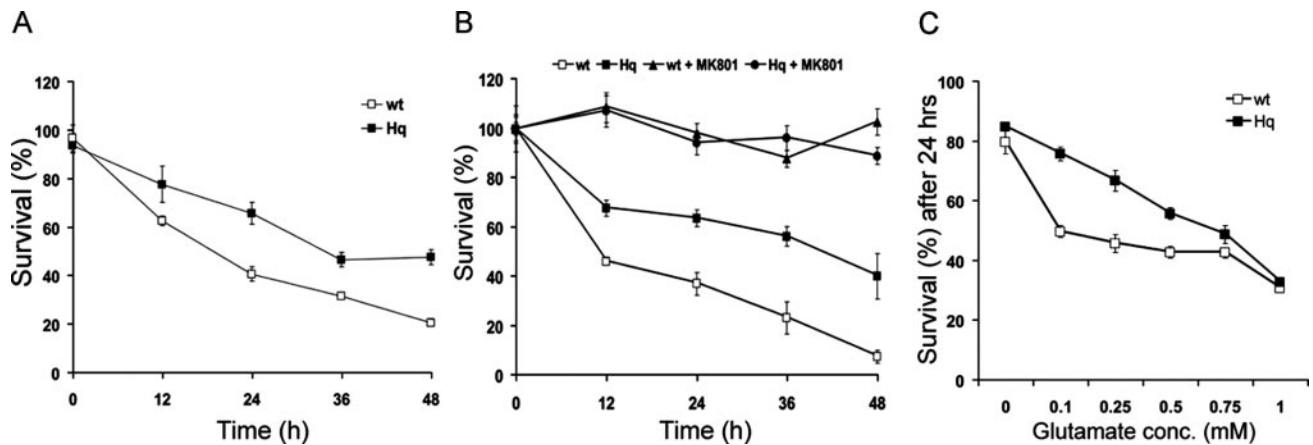 A
Survival (%)
120
100
80
60
40
20
0
wt
Hq
0 12 24 36 48
Time (h)
B
wt Hq wt + MK801 Hq + MK801
Survival (%)
120
100
80
60
40
20
0
0 12 24 36 48
Time (h)
C
Survival (%) after 24 hrs
100
80
60
40
20
0
wt
Hq
0 0.1 0.25 0.5 0.75 1
Glutamate conc. (mM)